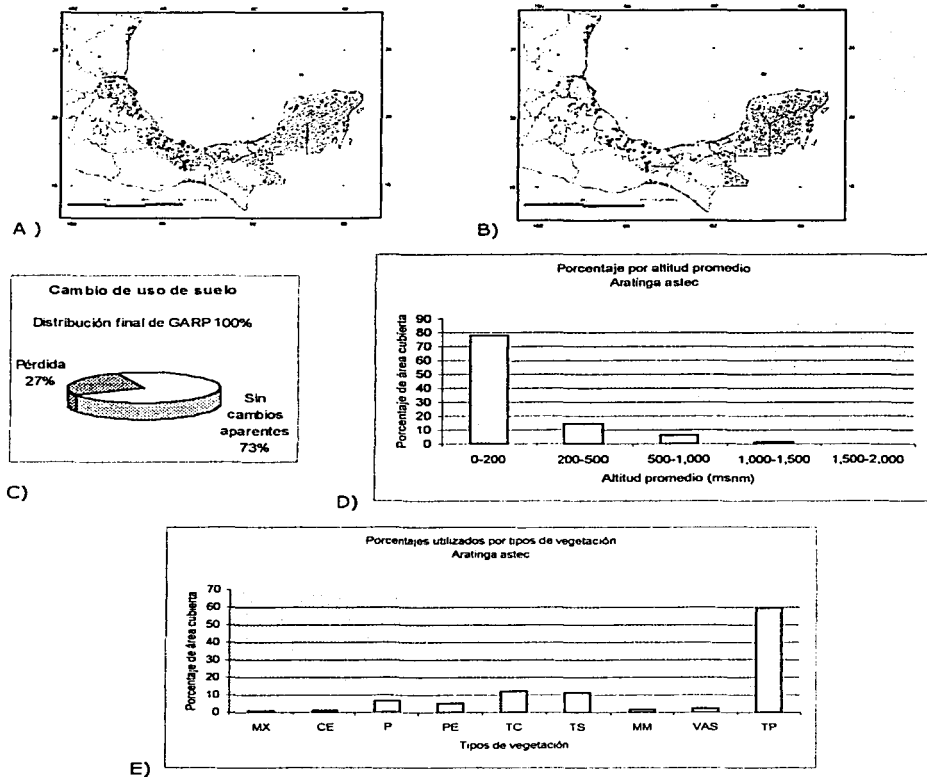 A )
B)
Cambio de uso de suelo
Distribución final de GARP 100%
Pérdida
27%
Sin
cambios
aparentes
73%
C)
Porcentaje por altitud promedio
Aratinga astec
Porcentaje de área cubierta
90
80
70
60
50
40
30
20
10
0
0-200
200-500
500-1,000
1,000-1,500
1,500-2,000
Altitud promedio (msnm)
D)
Porcentajes utilizados por tipos de vegetación
Aratinga astec
Porcentaje de área cubierta
70
60
50
40
30
20
10
0
MX
CE
P
PE
TC
TS
MM
VAS
TP
Tipos de vegetación
E)